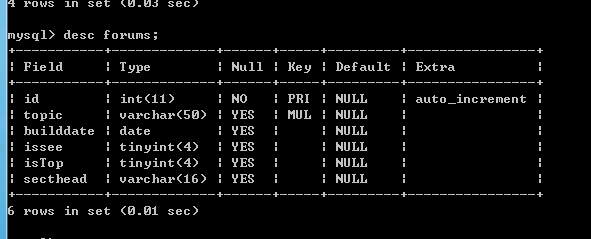 4 rows in set (0.03 sec)
mysql> desc forums;
+-----------+-------------+------+-----+---------+----------------+
| Field     | Type        | Null | Key | Default | Extra          |
+-----------+-------------+------+-----+---------+----------------+
| id        | int(11)     | NO   | PRI | NULL    | auto_increment |
| topic     | varchar(50) | YES  | MUL | NULL    |                |
| builddate | date        | YES  |     | NULL    |                |
| issee     | tinyint(4)  | YES  |     | NULL    |                |
| isTop     | tinyint(4)  | YES  |     | NULL    |                |
| secthead  | varchar(16) | YES  |     | NULL    |                |
+-----------+-------------+------+-----+---------+----------------+
6 rows in set (0.01 sec)